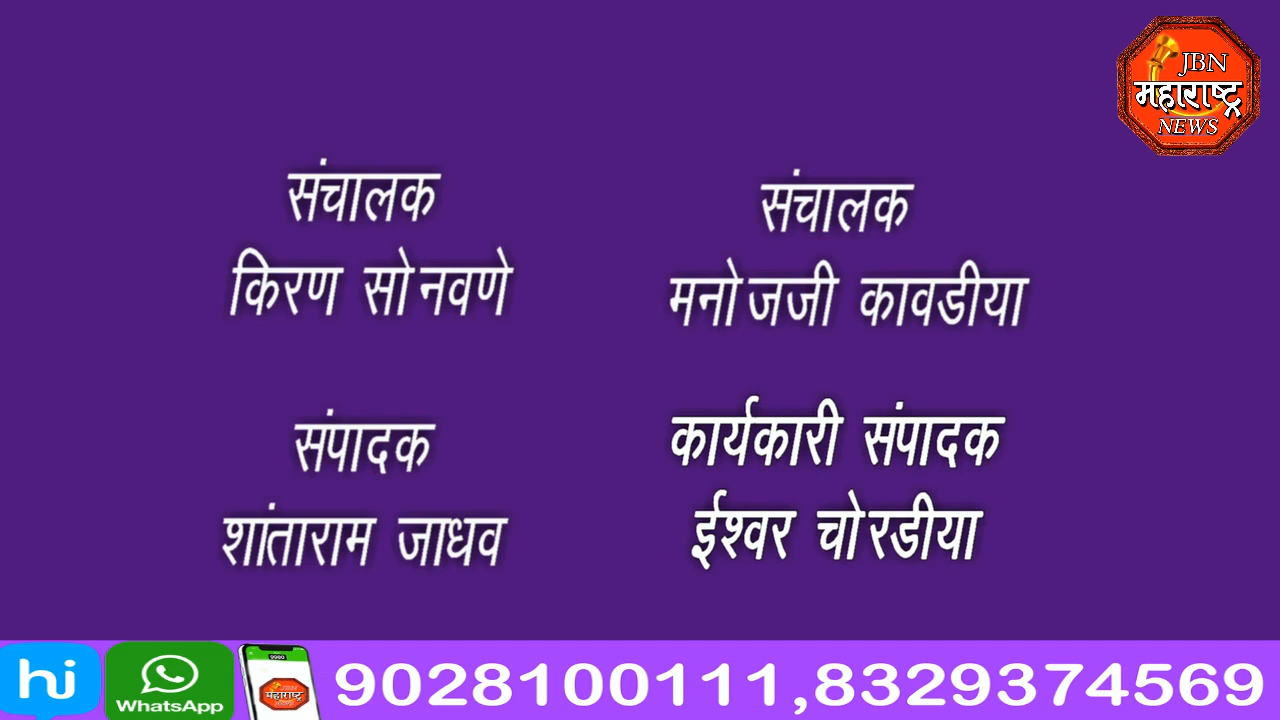 JBN
महाराष्ट्र
NEWS
संचालक
किरण सोनवणे
संचालक
मनोजजी कावडीया
संपादक
शांताराम जाधव
कार्यकारी संपादक
ईश्वर चोरडीया
hi
WhatsApp
महाराष्ट्र
9028100111,8329374569